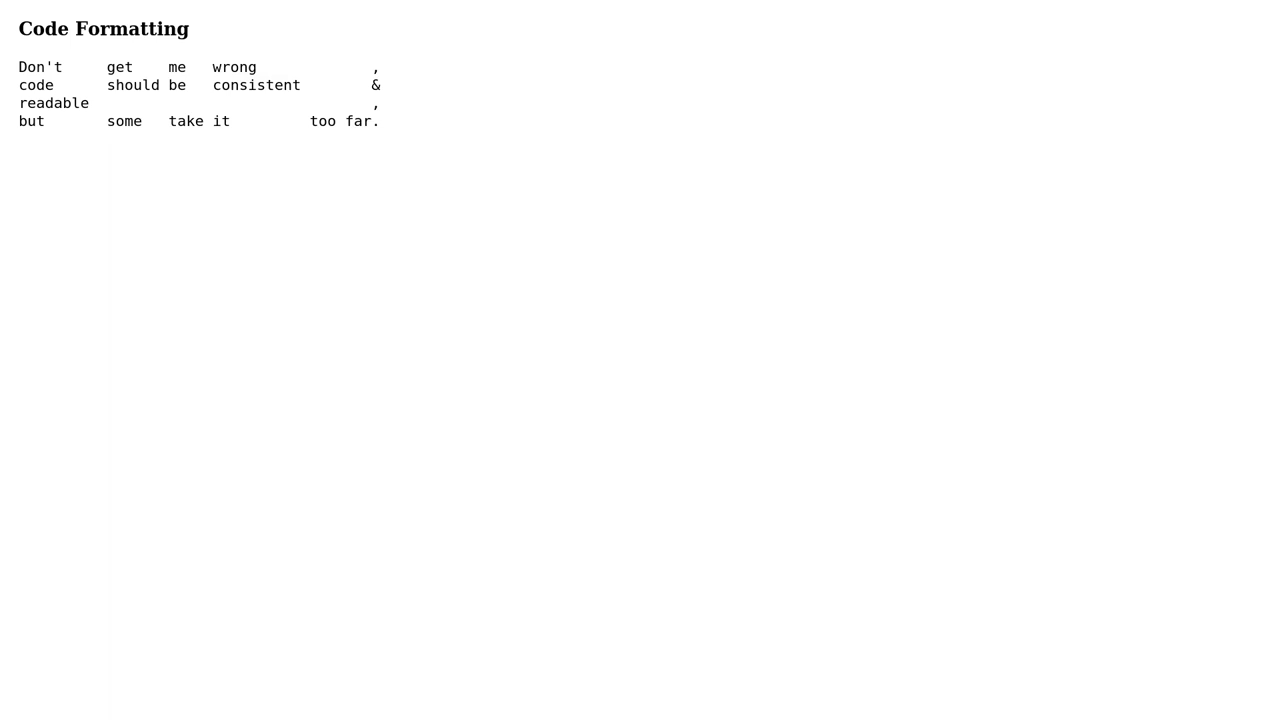 Code Formatting
Don't     get    me   wrong             ,
code      should be   consistent        &
readable                                ,
but       some   take it         too far.